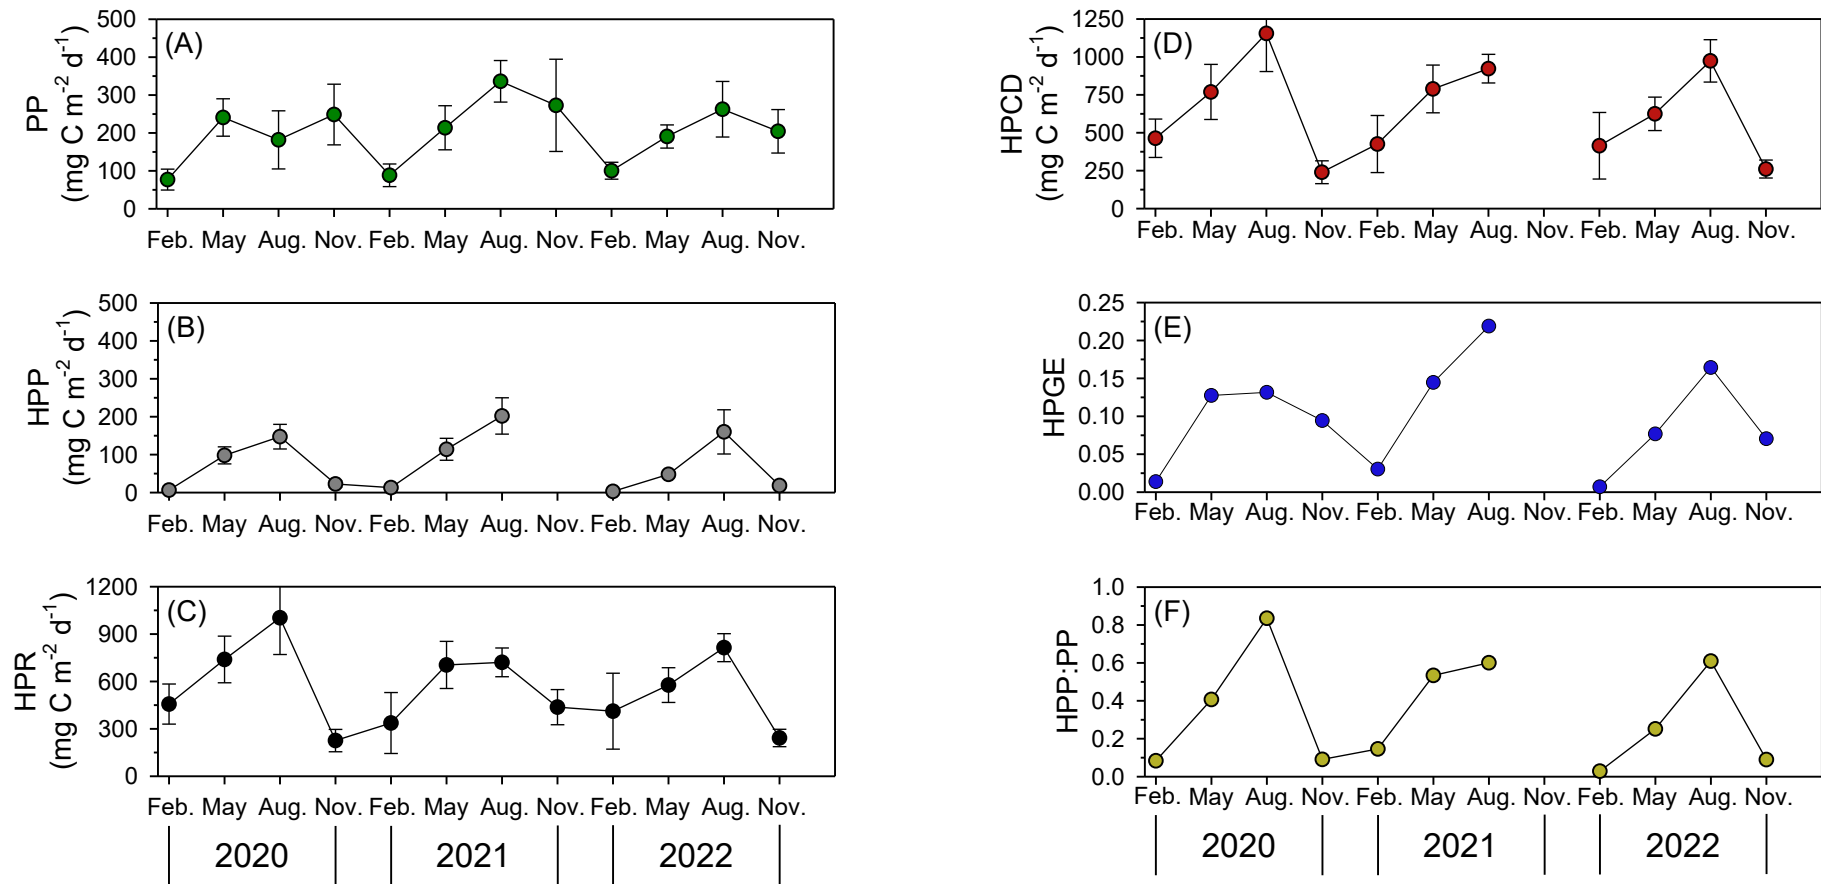 (A)
PP
(mg C m-2 d-1)
500
400
300
200
100
0
Feb. May Aug. Nov. Feb. May Aug. Nov. Feb. May Aug. Nov.
(B)
HPP
(mg C m-2 d-1)
500
400
300
200
100
0
Feb. May Aug. Nov. Feb. May Aug. Nov. Feb. May Aug. Nov.
(C)
HPR
(mg C m-2 d-1)
1200
900
600
300
0
Feb. May Aug. Nov. Feb. May Aug. Nov. Feb. May Aug. Nov.
2020 2021 2022
(D)
HPCD
(mg C m-2 d-1)
1250
1000
750
500
250
0
Feb. May Aug. Nov. Feb. May Aug. Feb. May Aug. Nov.
(E)
HPGE
0.25
0.20
0.15
0.10
0.05
0.00
Feb. May Aug. Nov. Feb. May Aug. Nov. Feb. May Aug. Nov.
(F)
HPP:PP
1.0
0.8
0.6
0.4
0.2
0.0
Feb. May Aug. Nov. Feb. May Aug. Nov. Feb. May Aug. Nov.
2020 2021 2022